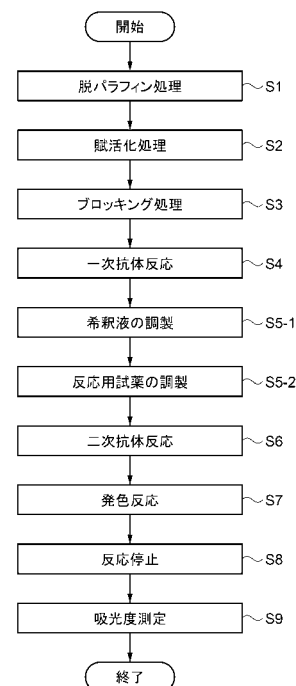 開始
脱パラフィン処理 S1
賦活化処理 S2
ブロッキング処理 S3
一次抗体反応 S4
希釈液の調製 S5-1
反応用試薬の調製 S5-2
二次抗体反応 S6
発色反応 S7
反応停止 S8
吸光度測定 S9
終了